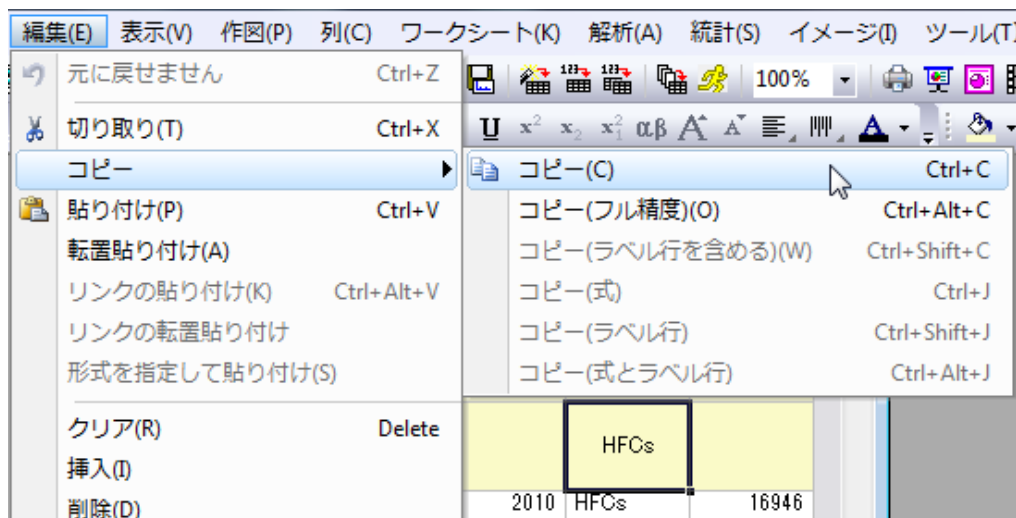 編集(E) 表示(V) 作図(P) 列(C) ワークシート(K) 解析(A) 統計(S) イメージ(I) ツール(T)
元に戻せません Ctrl+Z
100%
切り取り(T) Ctrl+X
U x² x₂ x₁² αβ A A A
コピー
コピー(C) Ctrl+C
貼り付け(P) Ctrl+V
コピー(フル精度)(O) Ctrl+Alt+C
転置貼り付け(A)
コピー(ラベル行を含める)(W) Ctrl+Shift+C
リンクの貼り付け(K) Ctrl+Alt+V
コピー(式) Ctrl+J
リンクの転置貼り付け
コピー(ラベル行) Ctrl+Shift+J
形式を指定して貼り付け(S)
コピー(式とラベル行) Ctrl+Alt+J
クリア(R) Delete
HFCs
挿入(I)
削除(D)
2010 HFCs 16946